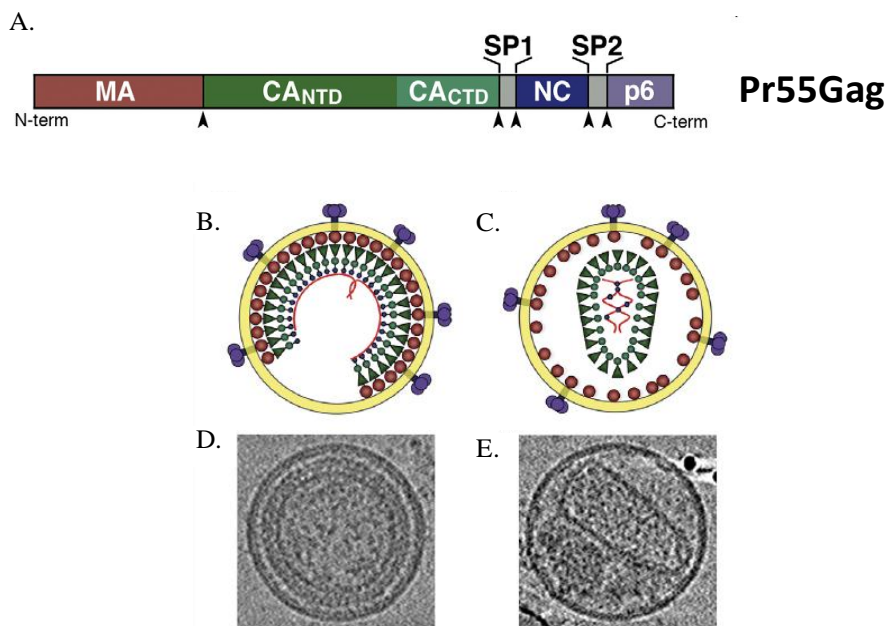 A.
SP1 SP2
MA CANTD CACTD NC p6 Pr55Gag
N-term C-term
B. C.
D. E.